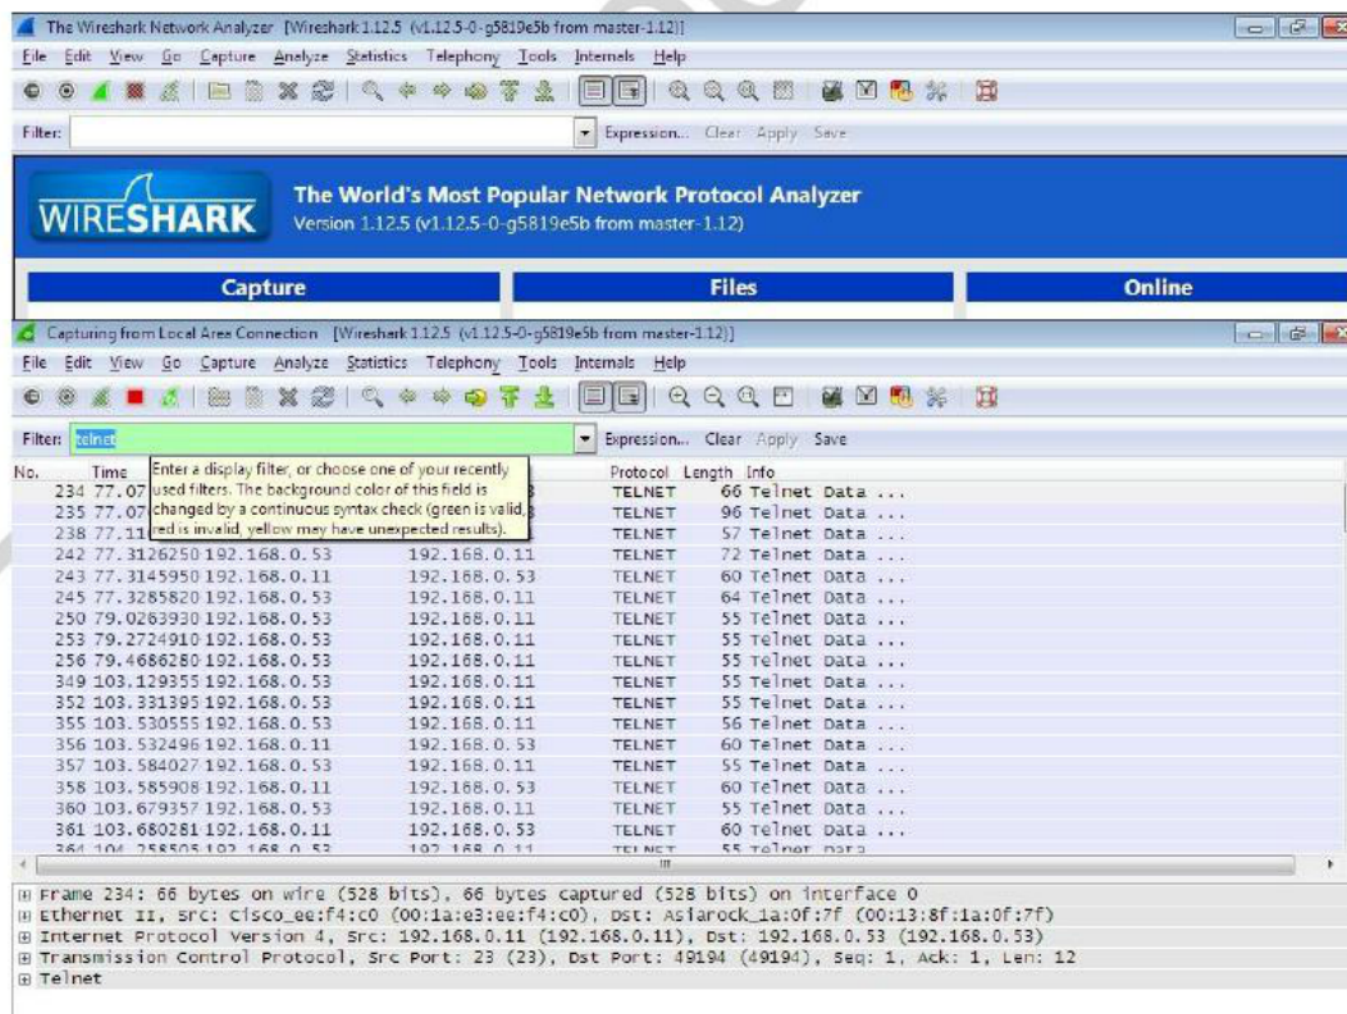 The Wireshark Network Analyzer [Wireshark 1.12.5 (v1.12.5-0-g5819e5b from master-1.12)]
File Edit View Go Capture Analyze Statistics Telephony Tools Internals Help
Filter: Expression... Clear Apply Save
WIRESHARK
The World's Most Popular Network Protocol Analyzer
Version 1.12.5 (v1.12.5-0-g5819e5b from master-1.12)
Capture Files Online
Capturing from Local Area Connection [Wireshark 1.12.5 (v1.12.5-0-g5819e5b from master-1.12)]
File Edit View Go Capture Analyze Statistics Telephony Tools Internals Help
Filter: telnet Expression... Clear Apply Save
No. Time Protocol Length Info
Enter a display filter, or choose one of your recently
used filters. The background color of this field is
changed by a continuous syntax check (green is valid,
red is invalid, yellow may have unexpected results).
234 77.07 3 TELNET 66 Telnet Data ...
235 77.07 3 TELNET 96 Telnet Data ...
238 77.11 TELNET 57 Telnet Data ...
242 77.3126250 192.168.0.53 192.168.0.11 TELNET 72 Telnet Data ...
243 77.3145950 192.168.0.11 192.168.0.53 TELNET 60 Telnet Data ...
245 77.3285820 192.168.0.53 192.168.0.11 TELNET 64 Telnet Data ...
250 79.0263930 192.168.0.53 192.168.0.11 TELNET 55 Telnet Data ...
253 79.2724910 192.168.0.53 192.168.0.11 TELNET 55 Telnet Data ...
256 79.4686280 192.168.0.53 192.168.0.11 TELNET 55 Telnet Data ...
349 103.129355 192.168.0.53 192.168.0.11 TELNET 55 Telnet Data ...
352 103.331395 192.168.0.53 192.168.0.11 TELNET 55 Telnet Data ...
355 103.530555 192.168.0.53 192.168.0.11 TELNET 56 Telnet Data ...
356 103.532496 192.168.0.11 192.168.0.53 TELNET 60 Telnet Data ...
357 103.584027 192.168.0.53 192.168.0.11 TELNET 55 Telnet Data ...
358 103.585908 192.168.0.11 192.168.0.53 TELNET 60 Telnet Data ...
360 103.679357 192.168.0.53 192.168.0.11 TELNET 55 Telnet Data ...
361 103.680281 192.168.0.11 192.168.0.53 TELNET 60 Telnet Data ...
364 104.258505 192.168.0.53 192.168.0.11 TELNET 55 Telnet Data
Frame 234: 66 bytes on wire (528 bits), 66 bytes captured (528 bits) on interface 0
Ethernet II, Src: Cisco_ee:f4:c0 (00:1a:e3:ee:f4:c0), Dst: Asiarock_1a:0f:7f (00:13:8f:1a:0f:7f)
Internet Protocol Version 4, Src: 192.168.0.11 (192.168.0.11), Dst: 192.168.0.53 (192.168.0.53)
Transmission Control Protocol, Src Port: 23 (23), Dst Port: 49194 (49194), Seq: 1, Ack: 1, Len: 12
Telnet